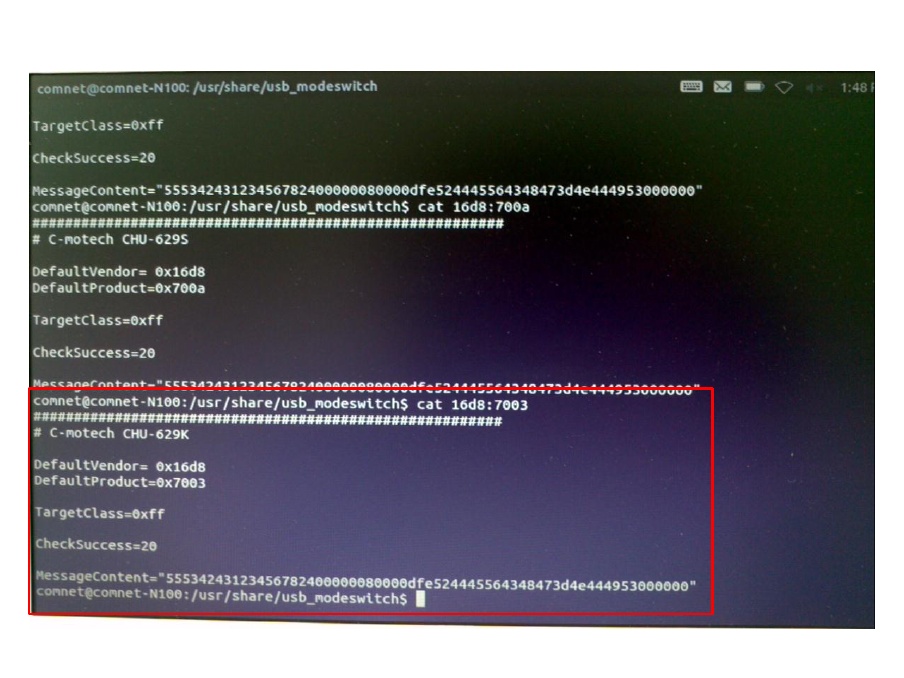 comnet@comnet-N100: /usr/share/usb_modeswitch 1:48
TargetClass=0xff
CheckSuccess=20
MessageContent="5553424312345678240000008​0000dfe524445564348473d4e444953000000"
comnet@comnet-N100:/usr/share/usb_modeswitch$ cat 16d8:700a
##########################################################
# C-motech CHU-629S
DefaultVendor= 0x16d8
DefaultProduct=0x700a
TargetClass=0xff
CheckSuccess=20
MessageContent="55534243123456782400000080000dfe524445564348473d4e444953000000"
comnet@comnet-N100:/usr/share/usb_modeswitch$ cat 16d8:7003
##########################################################
# C-motech CHU-629K
DefaultVendor= 0x16d8
DefaultProduct=0x7003
TargetClass=0xff
CheckSuccess=20
MessageContent="55534243123456782400000080000dfe524445564348473d4e444953000000"
comnet@comnet-N100:/usr/share/usb_modeswitch$